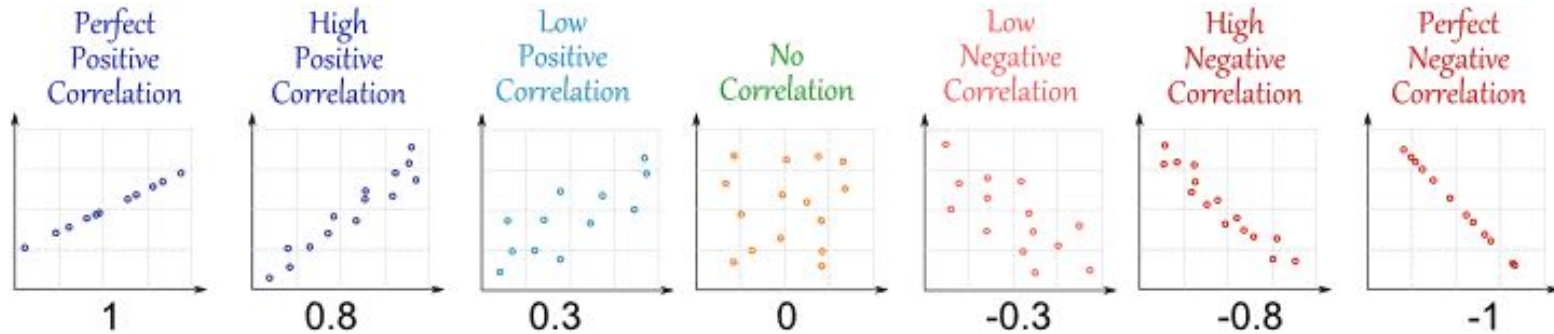 Perfect
Positive
Correlation
High
Positive
Correlation
Low
Positive
Correlation
No
Correlation
Low
Negative
Correlation
High
Negative
Correlation
Perfect
Negative
Correlation
1
0.8
0.3
0
-0.3
-0.8
-1